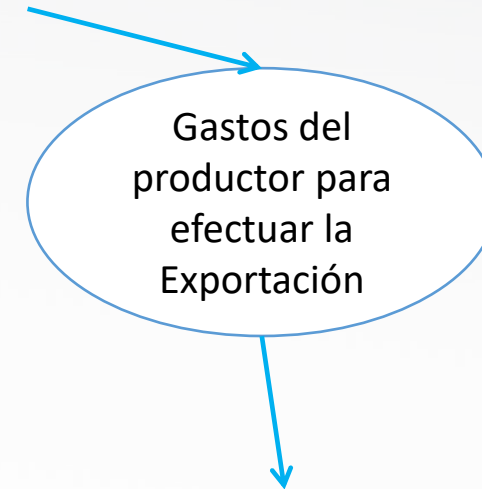 Gastos del
productor para
efectuar la
Exportación